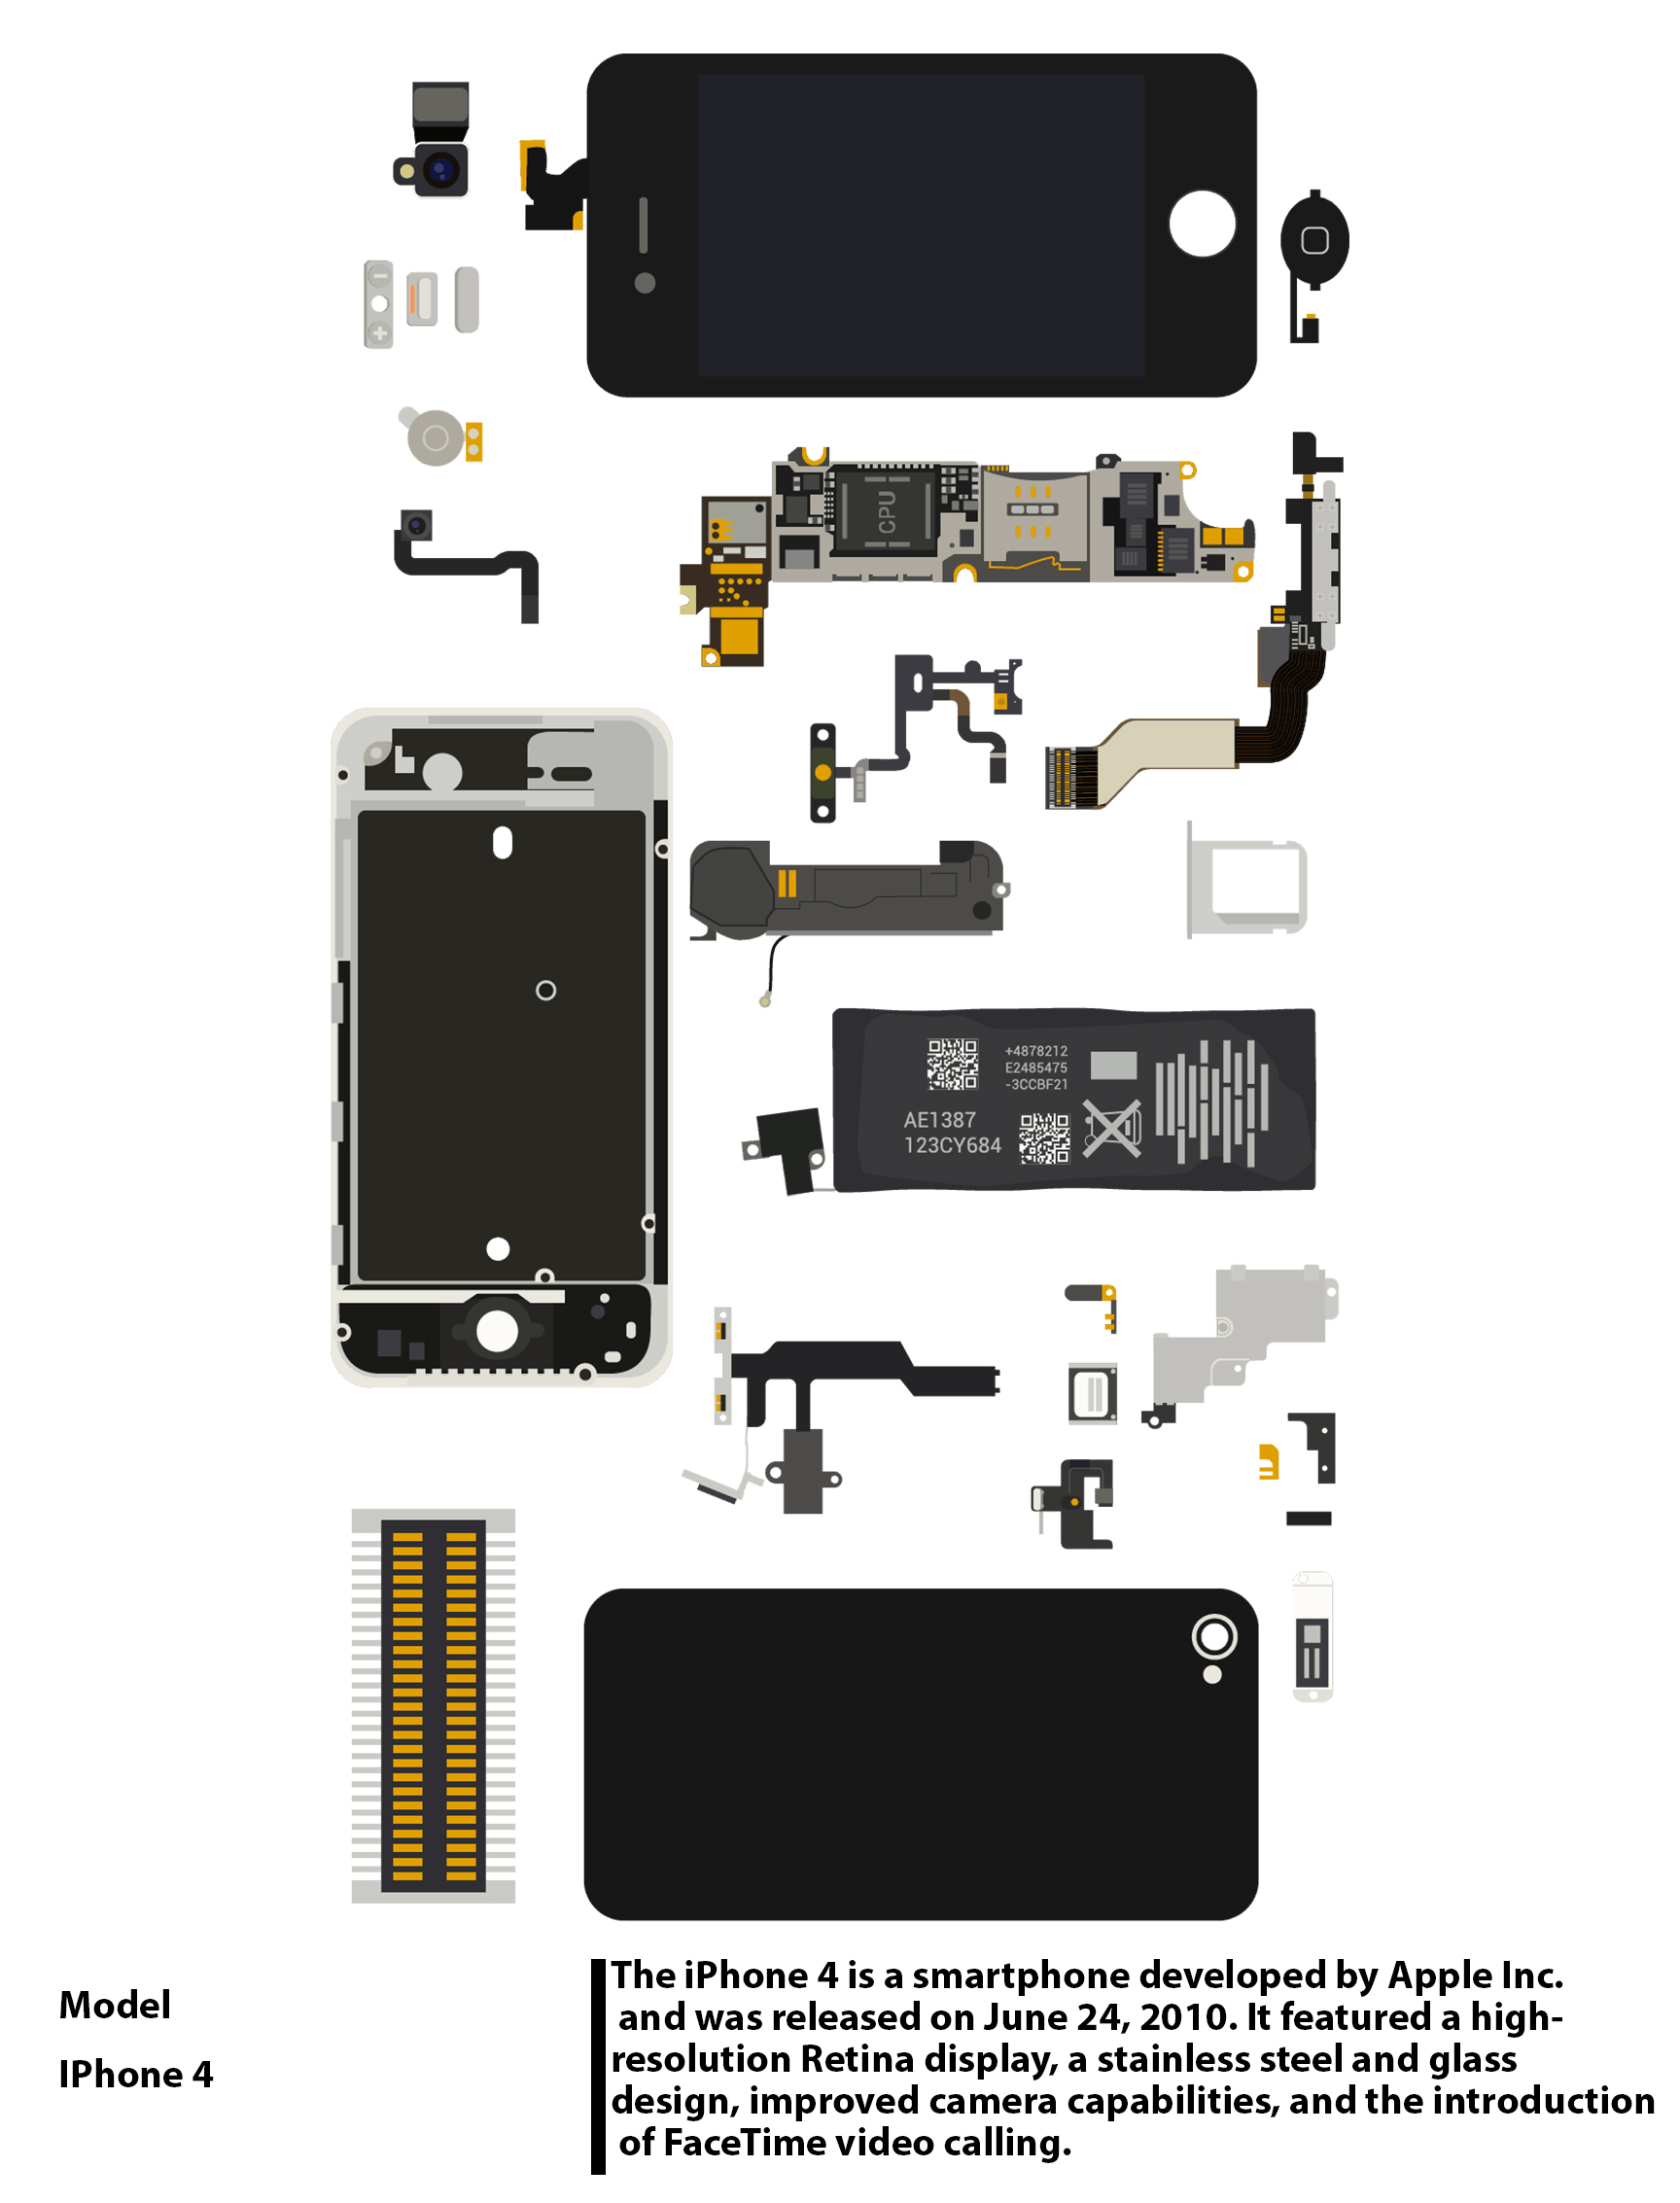 CPU
+4878212
E2485475
-3CCBF21
AE1387
123CY684
Model
IPhone 4
The iPhone 4 is a smartphone developed by Apple Inc.
and was released on June 24, 2010. It featured a high-
resolution Retina display, a stainless steel and glass
design, improved camera capabilities, and the introduction
of FaceTime video calling.